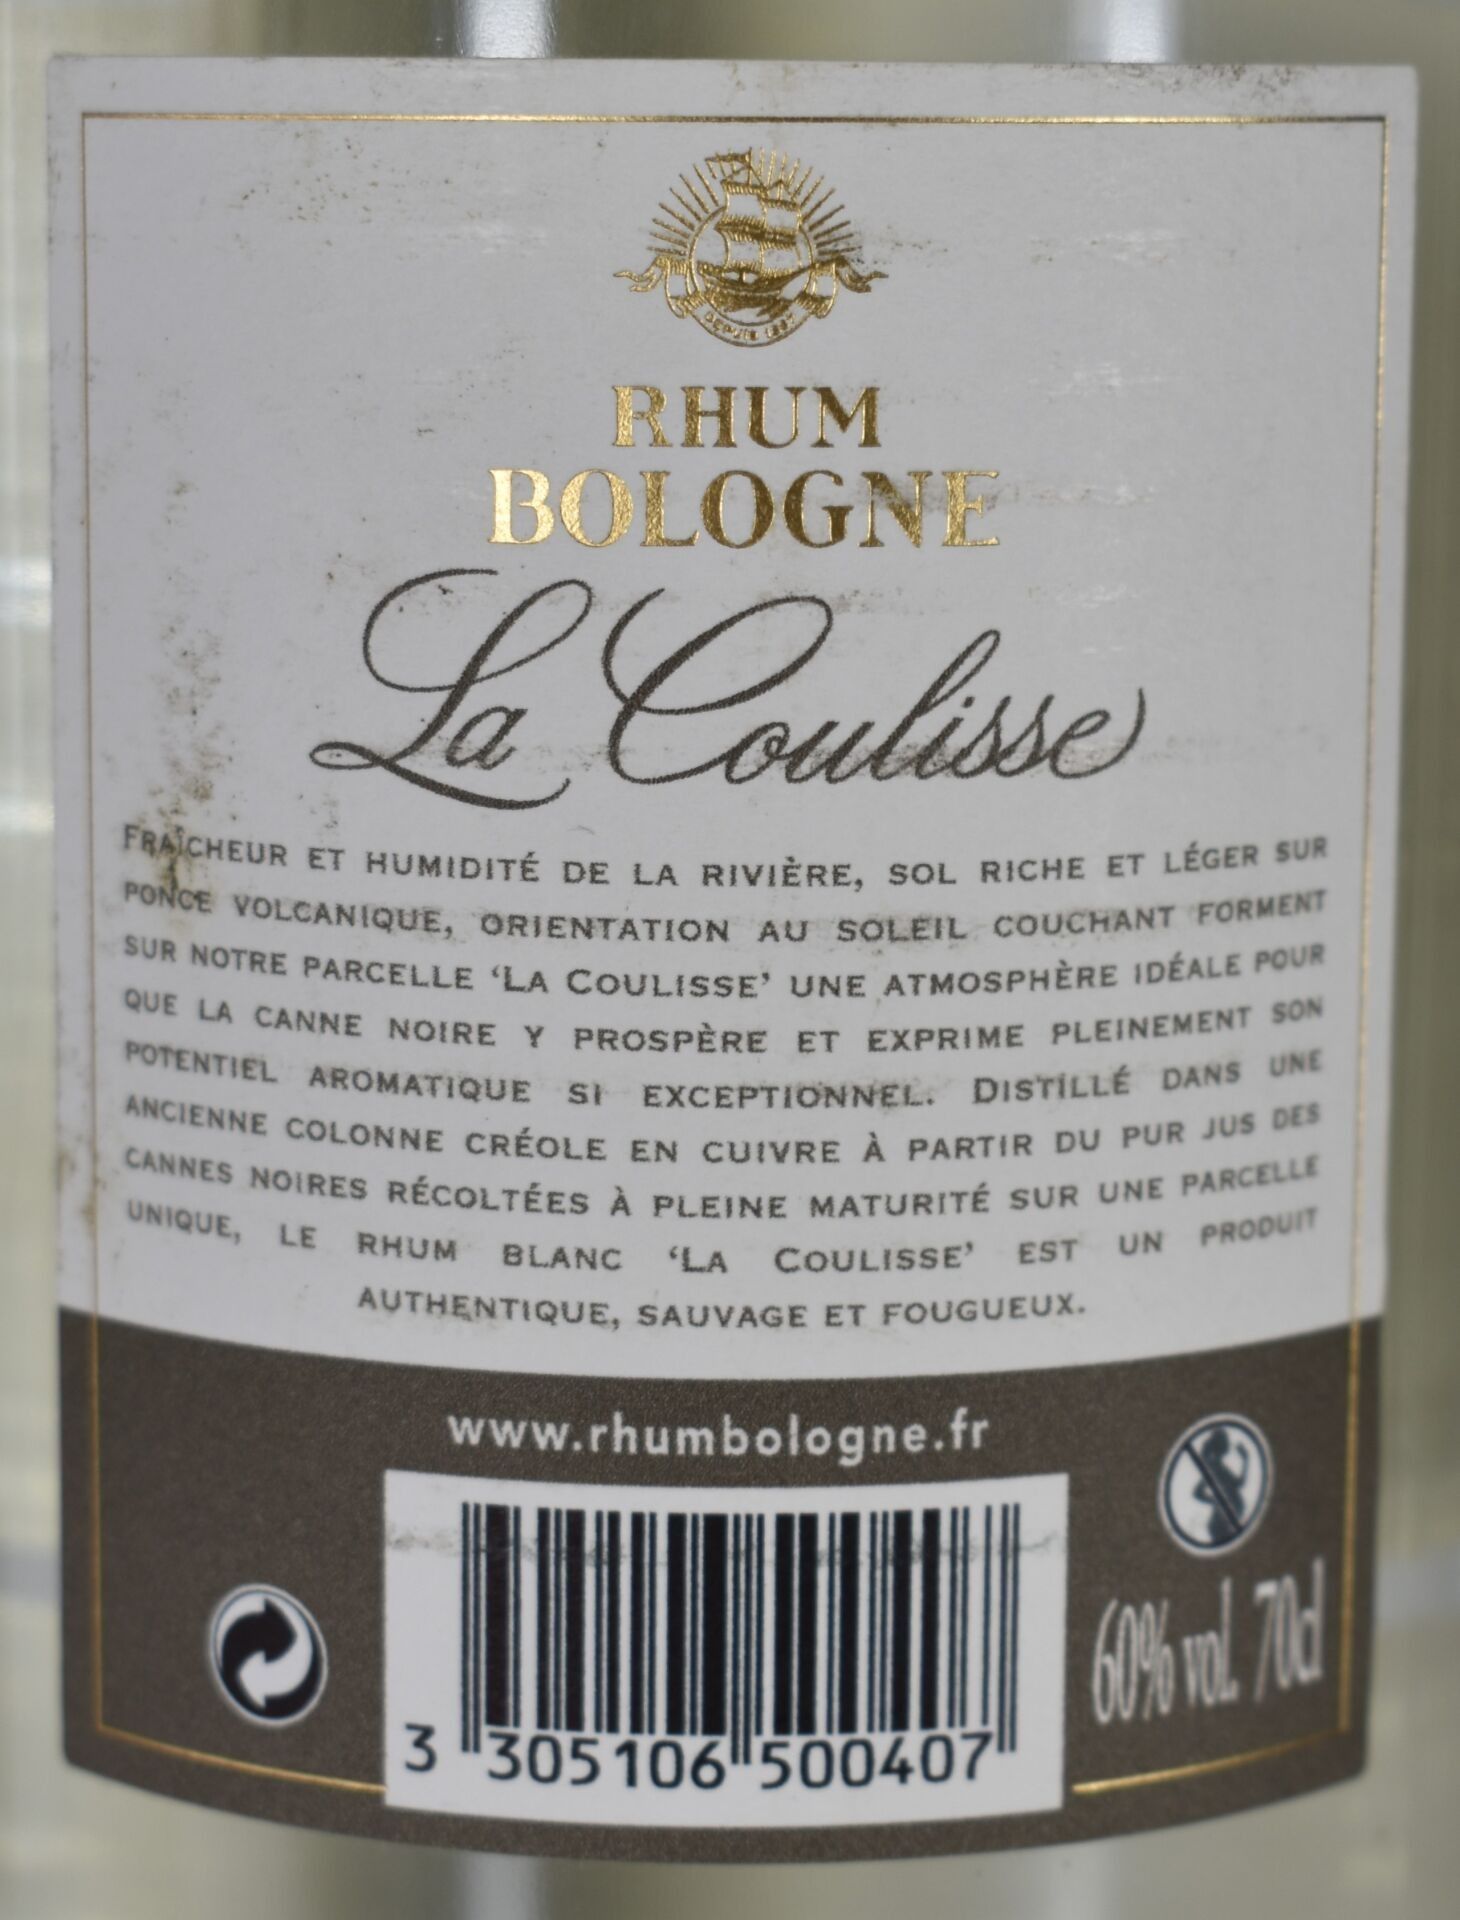 DEPUIS 1887
RHUM
BOLOGNE
La Coulisse
FRAÎCHEUR ET HUMIDITÉ DE LA RIVIÈRE, SOL RICHE ET LÉGER SUR
PONCE VOLCANIQUE, ORIENTATION AU SOLEIL COUCHANT FORMENT
SUR NOTRE PARCELLE ‘LA COULISSE’ UNE ATMOSPHÈRE IDÉALE POUR
QUE LA CANNE NOIRE Y PROSPÈRE ET EXPRIME PLEINEMENT SON
POTENTIEL AROMATIQUE SI EXCEPTIONNEL. DISTILLÉ DANS UNE
ANCIENNE COLONNE CRÉOLE EN CUIVRE À PARTIR DU PUR JUS DES
CANNES NOIRES RÉCOLTÉES À PLEINE MATURITÉ SUR UNE PARCELLE
UNIQUE, LE RHUM BLANC ‘LA COULISSE’ EST UN PRODUIT
AUTHENTIQUE, SAUVAGE ET FOUGUEUX.
www.rhumbologne.fr
60% vol. 70cl
3 305106 500407